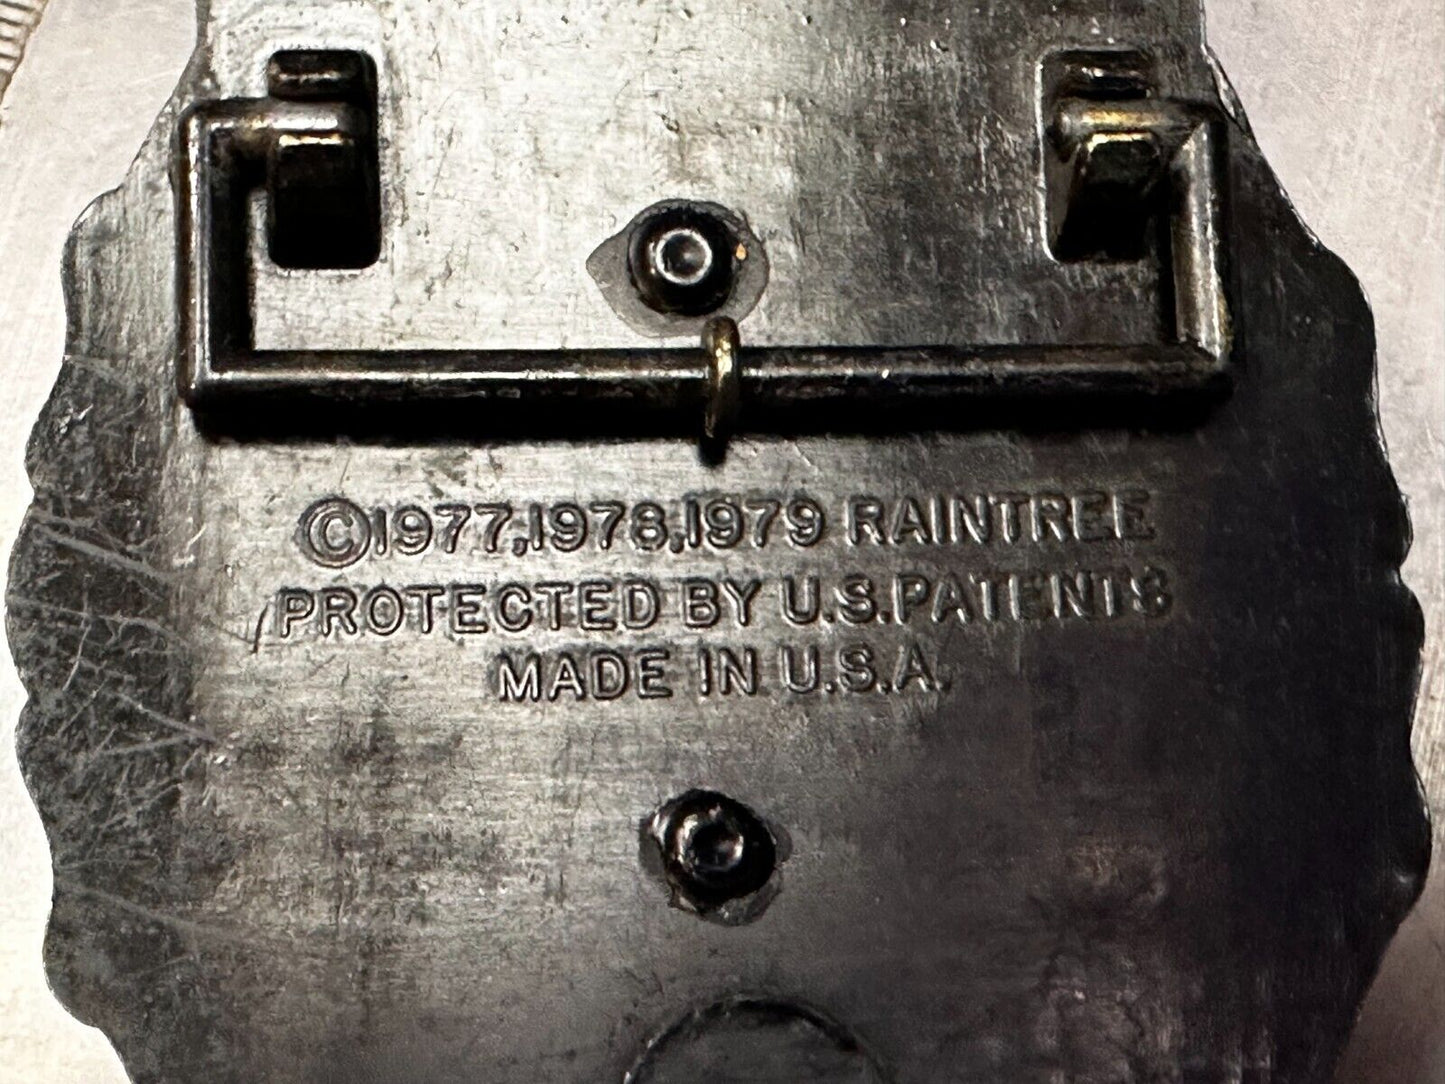 ©1977,1978,1979 RAINTREE
PROTECTED BY U.S.PATENTS
MADE IN U.S.A.